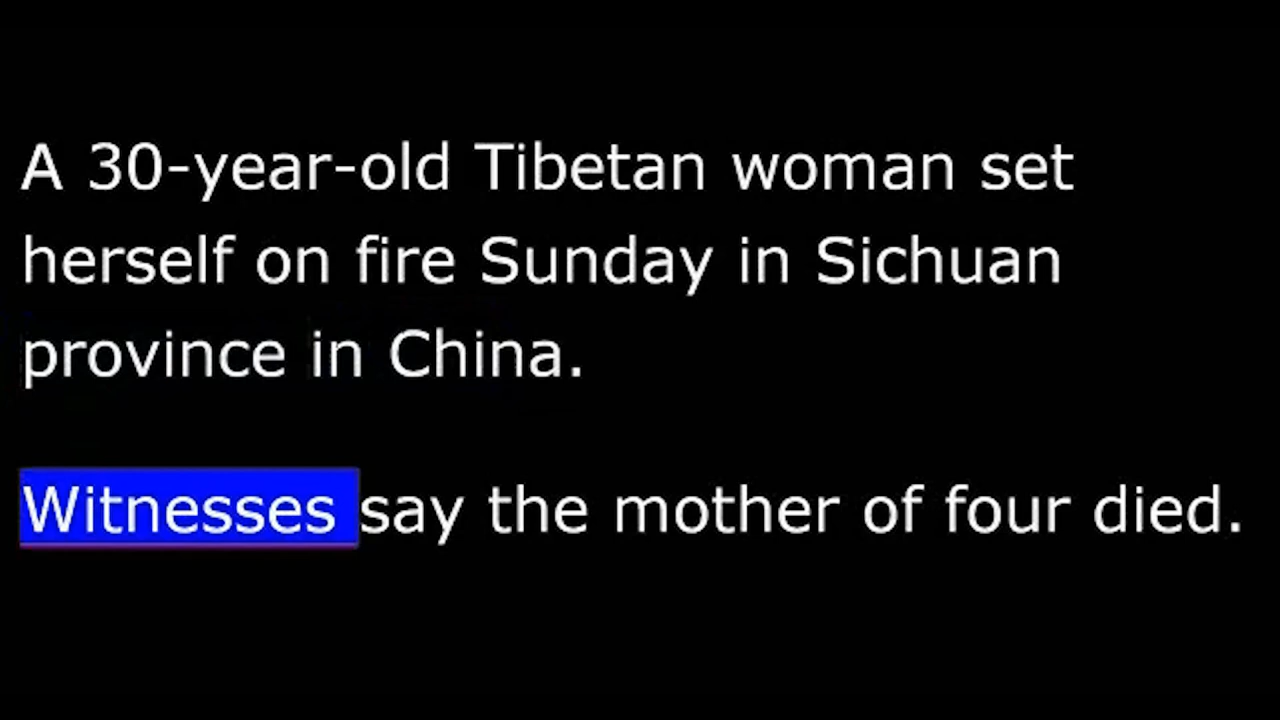 A 30-year-old Tibetan woman set
herself on fire Sunday in Sichuan
province in China.
Witnesses say the mother of four died.